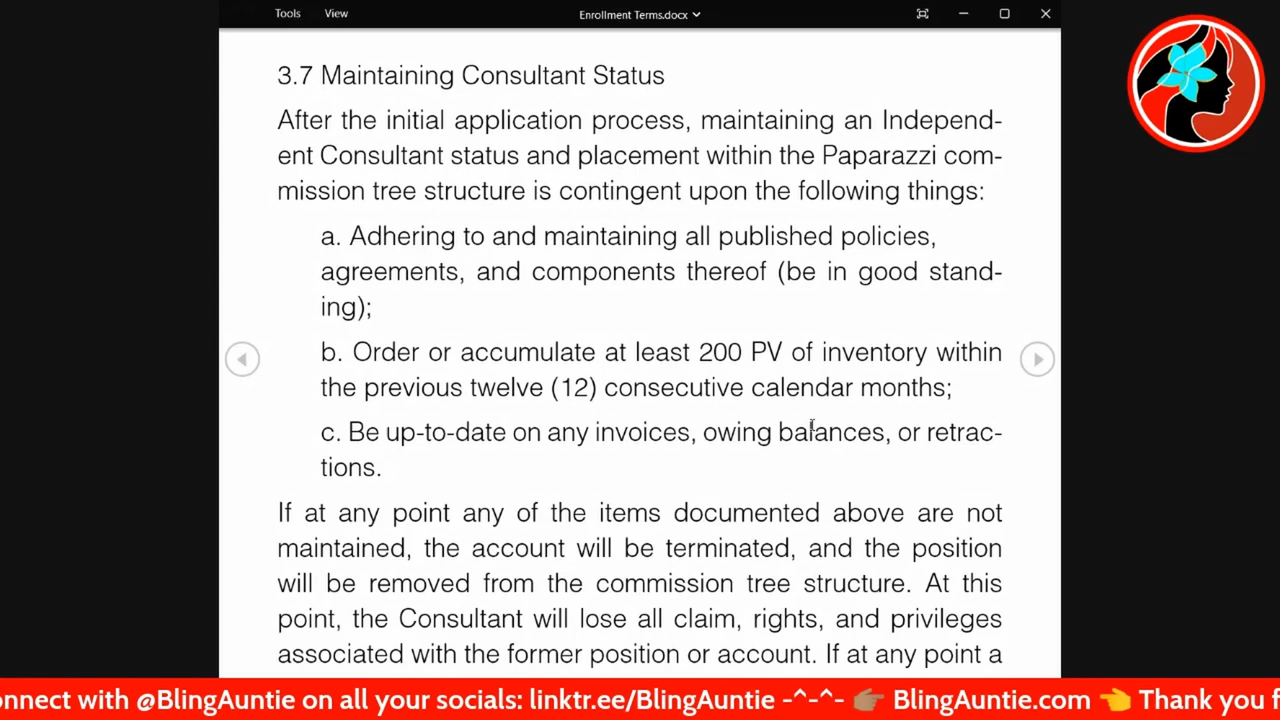 Tools View Enrollment Terms.docx
3.7 Maintaining Consultant Status
After the initial application process, maintaining an Independ-
ent Consultant status and placement within the Paparazzi com-
mission tree structure is contingent upon the following things:
a. Adhering to and maintaining all published policies,
agreements, and components thereof (be in good stand-
ing);
b. Order or accumulate at least 200 PV of inventory within
the previous twelve (12) consecutive calendar months;
c. Be up-to-date on any invoices, owing balances, or retrac-
tions.
If at any point any of the items documented above are not
maintained, the account will be terminated, and the position
will be removed from the commission tree structure. At this
point, the Consultant will lose all claim, rights, and privileges
associated with the former position or account. If at any point a
onnect with @BlingAuntie on all your socials: linktr.ee/BlingAuntie -^-^- 👉🏽 BlingAuntie.com 👈 Thank you f